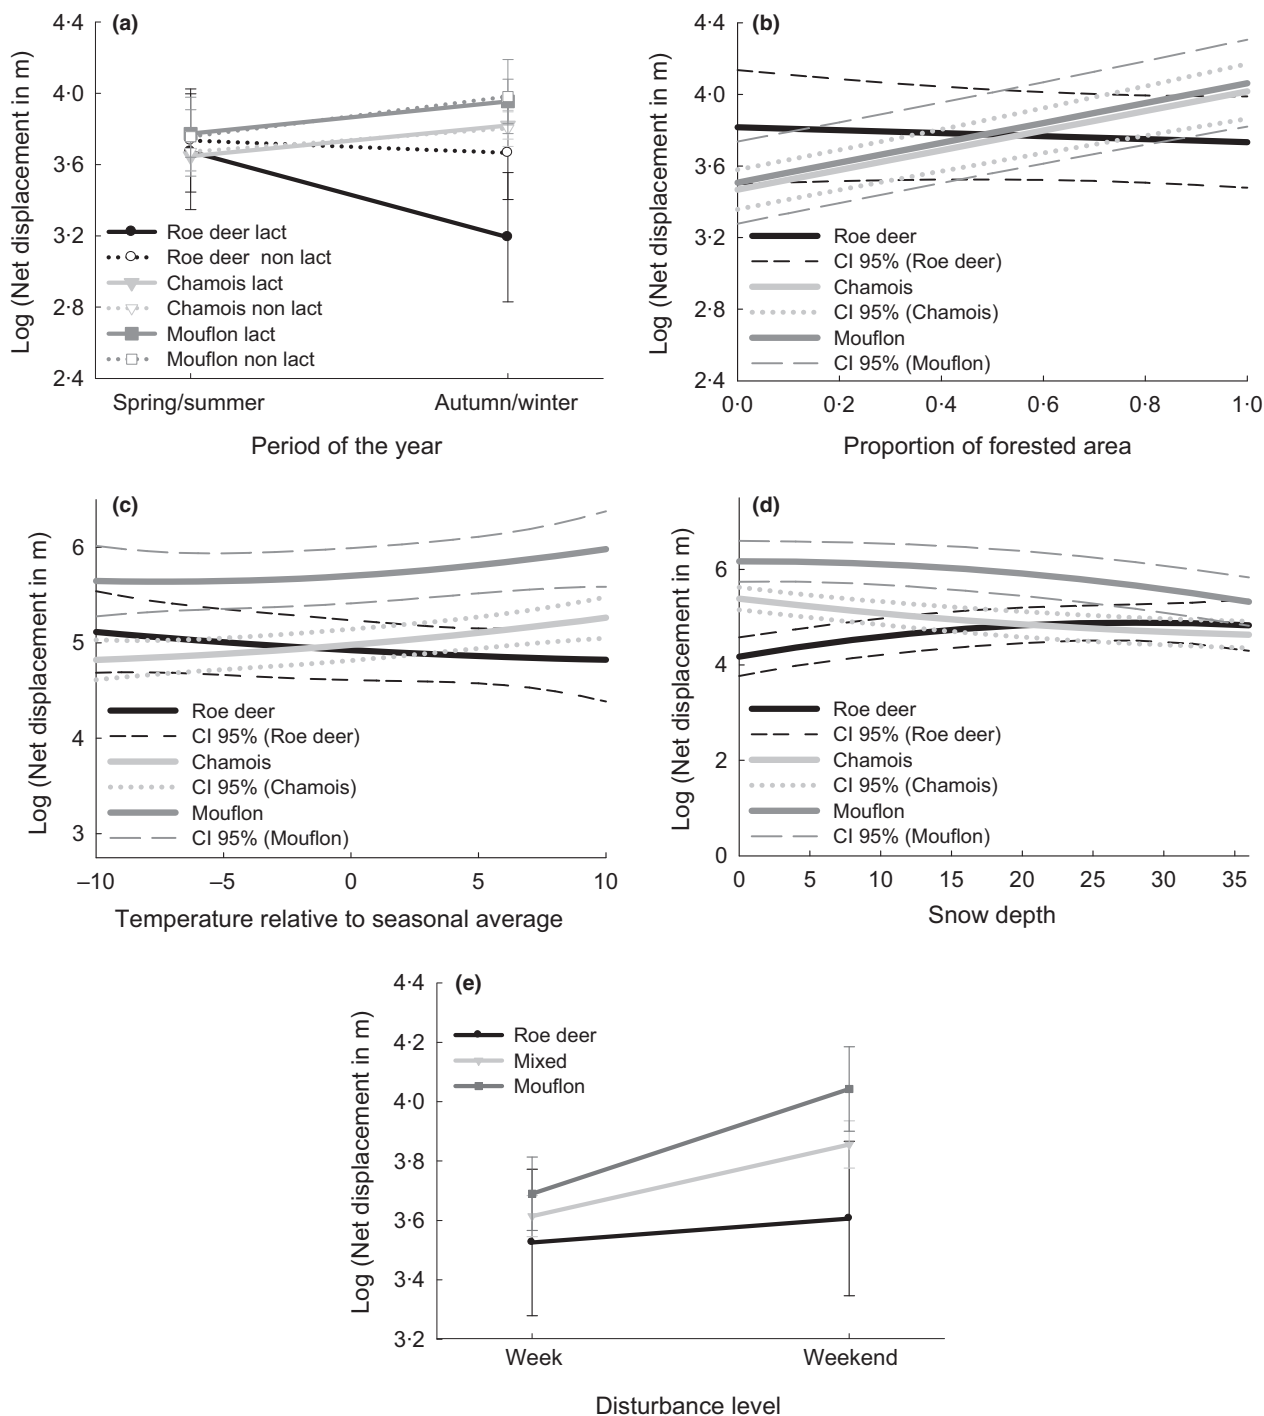 (a)
4·4
4·0
3·6
3·2
2·8
2·4
Log (Net displacement in m)
Roe deer lact
Roe deer non lact
Chamois lact
Chamois non lact
Mouflon lact
Mouflon non lact
Spring/summer
Autumn/winter
Period of the year
(b)
4·4
4·0
3·6
3·2
2·8
2·4
Log (Net displacement in m)
Roe deer
CI 95% (Roe deer)
Chamois
CI 95% (Chamois)
Mouflon
CI 95% (Mouflon)
0·0 0·2 0·4 0·6 0·8 1·0
Proportion of forested area
(c)
6
5
4
3
Log (Net displacement in m)
Roe deer
CI 95% (Roe deer)
Chamois
CI 95% (Chamois)
Mouflon
CI 95% (Mouflon)
–10 –5 0 5 10
Temperature relative to seasonal average
(d)
6
4
2
0
Log (Net displacement in m)
Roe deer
CI 95% (Roe deer)
Chamois
CI 95% (Chamois)
Mouflon
CI 95% (Mouflon)
0 5 10 15 20 25 30 35
Snow depth
(e)
4·4
4·2
4·0
3·8
3·6
3·4
3·2
Log (Net displacement in m)
Roe deer
Mixed
Mouflon
Week
Weekend
Disturbance level